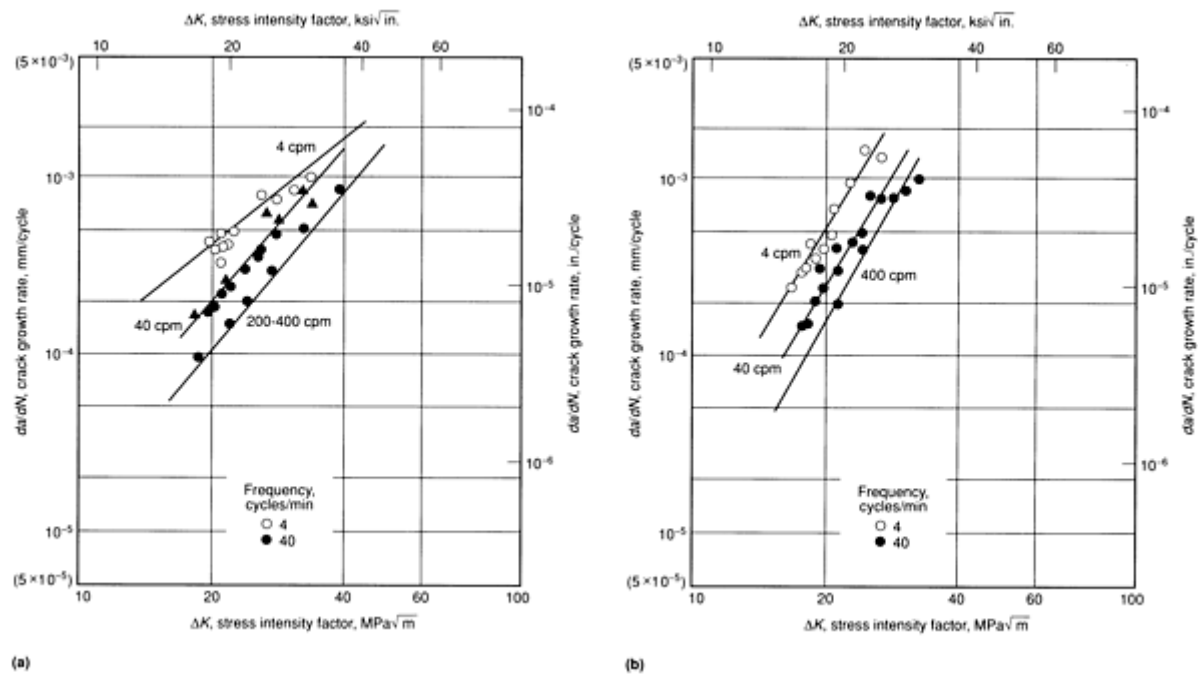 ΔK, stress intensity factor, ksi√in.
10 20 40 60
(5×10⁻³)
10⁻³
10⁻⁴
10⁻⁵
(5×10⁻⁵)
da/dN, crack growth rate, mm/cycle
4 cpm
40 cpm
200-400 cpm
Frequency,
cycles/min
○ 4
● 40
10⁻⁴
10⁻⁵
10⁻⁶
da/dN, crack growth rate, in./cycle
10 20 40 60 100
ΔK, stress intensity factor, MPa√m
(a)
ΔK, stress intensity factor, ksi√in.
10 20 40 60
(5×10⁻³)
10⁻³
10⁻⁴
10⁻⁵
(5×10⁻⁵)
da/dN, crack growth rate, mm/cycle
4 cpm
400 cpm
40 cpm
Frequency,
cycles/min
○ 4
● 40
10⁻⁴
10⁻⁵
10⁻⁶
da/dN, crack growth rate, in./cycle
10 20 40 60 100
ΔK, stress intensity factor, MPa√m
(b)